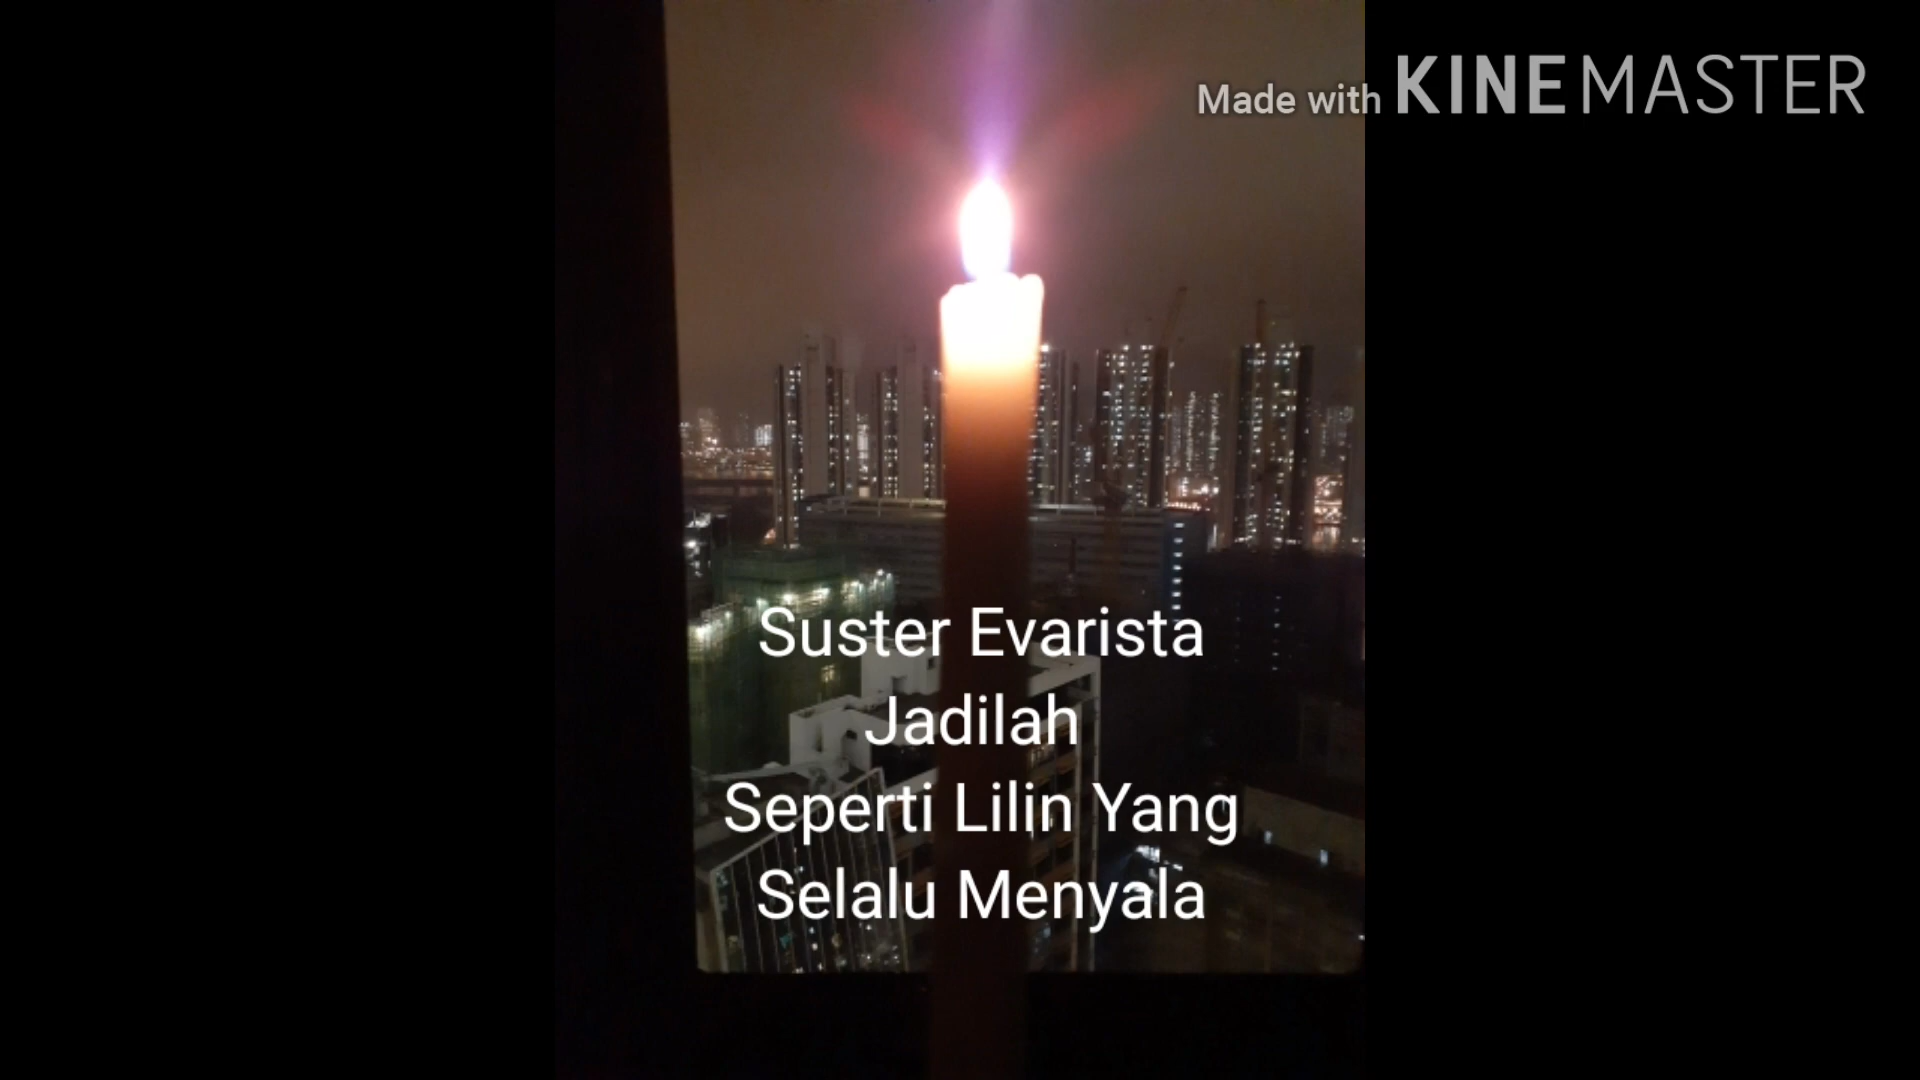 Made with KINEMASTER
Suster Evarista
Jadilah
Seperti Lilin Yang
Selalu Menyala